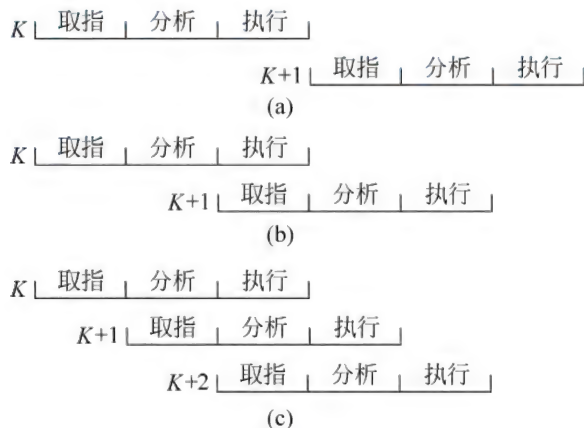 K 取指 分析 执行
K+1 取指 分析 执行
(a)
K 取指 分析 执行
K+1 取指 分析 执行
(b)
K 取指 分析 执行
K+1 取指 分析 执行
K+2 取指 分析 执行
(c)